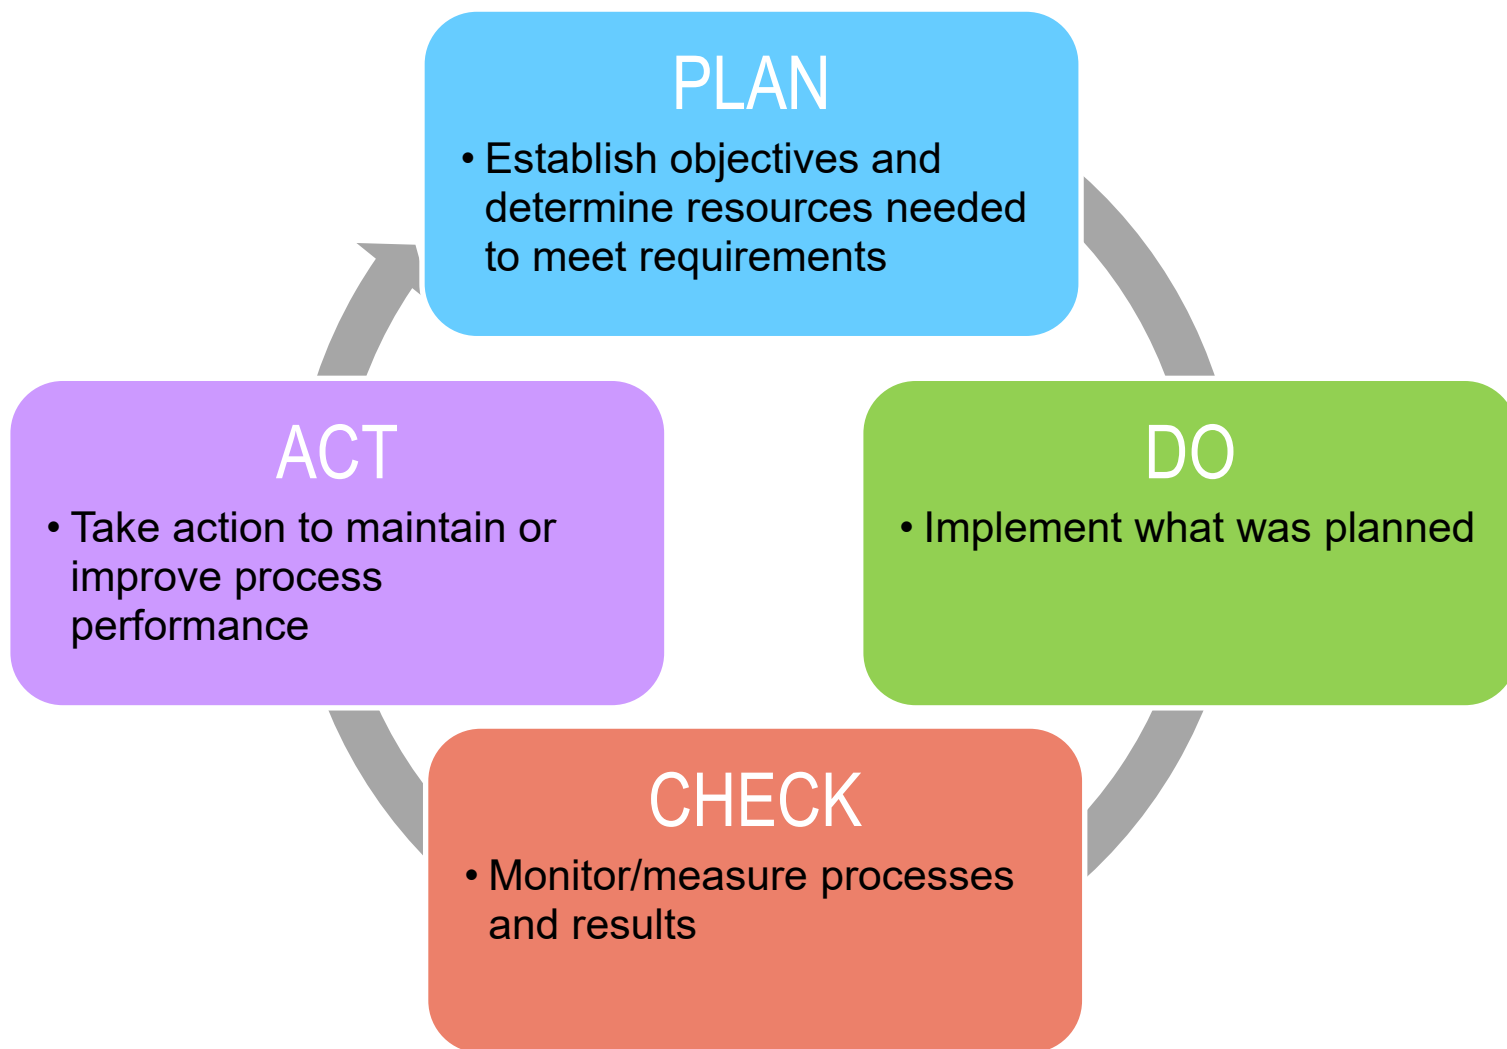 PLAN
• Establish objectives and
determine resources needed
to meet requirements
DO
• Implement what was planned
CHECK
• Monitor/measure processes
and results
ACT
• Take action to maintain or
improve process
performance